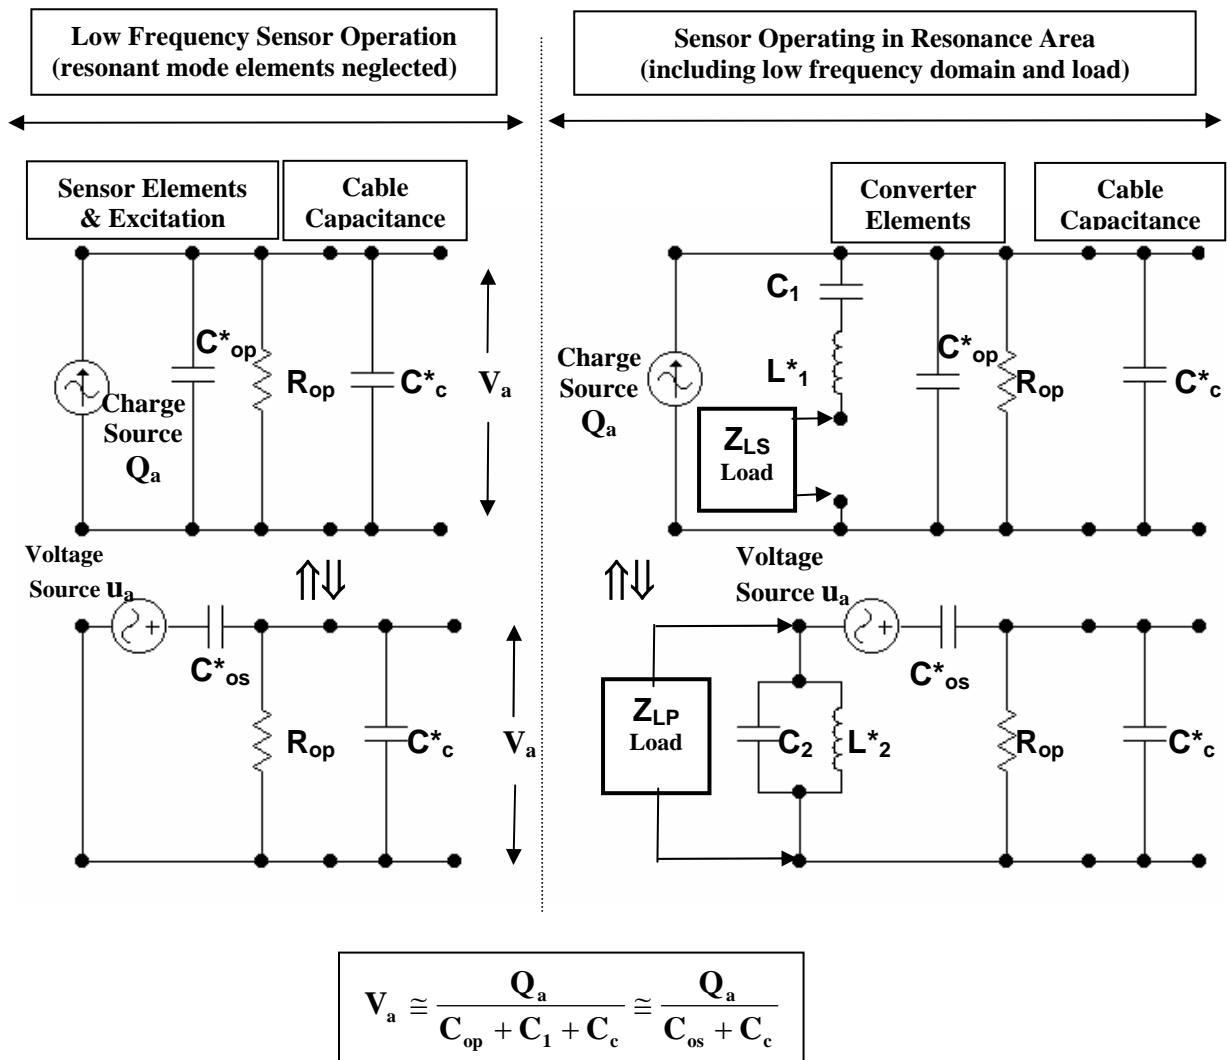 Low Frequency Sensor Operation
(resonant mode elements neglected)
Sensor Operating in Resonance Area
(including low frequency domain and load)
Sensor Elements
& Excitation
Cable
Capacitance
Converter
Elements
Cable
Capacitance
C*op
Rop
C*c
Va
Charge
Source
Qa
C1
L*1
Charge
Source
Qa
ZLS
Load
C*op
Rop
C*c
Voltage
Source ua
+
C*os
Rop
C*c
Va
Voltage
Source ua
+
C*os
ZLP
Load
C2
L*2
Rop
C*c
Va ≅ Qa / (Cop + C1 + Cc) ≅ Qa / (Cos + Cc)